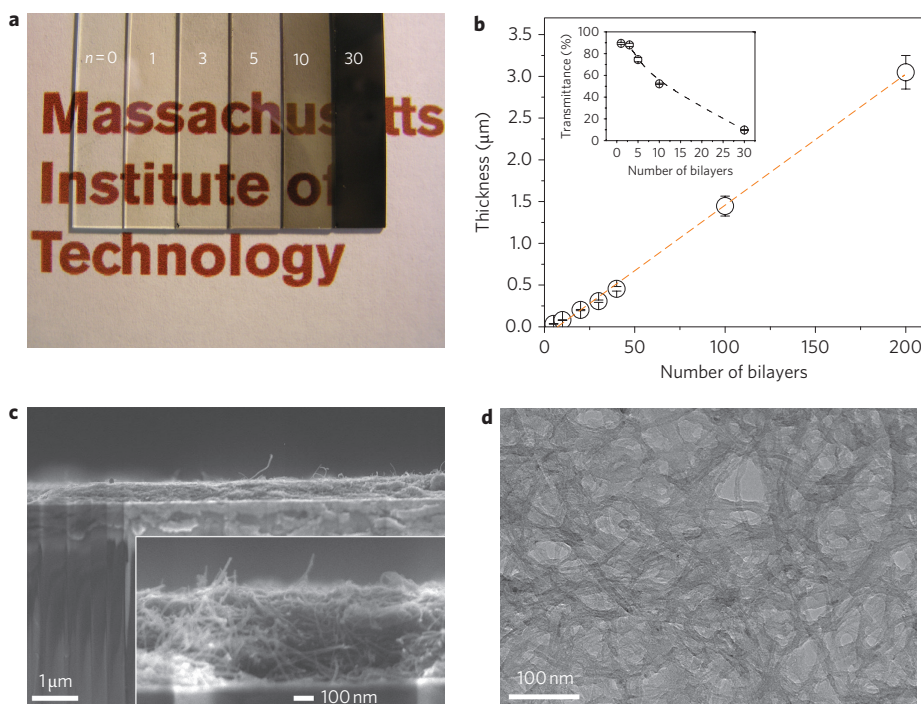 a
n=0 1 3 5 10 30
Massachusetts
Institute of
Technology
b
Thickness (μm)
3.5
3.0
2.5
2.0
1.5
1.0
0.5
0.0
0 50 100 150 200
Number of bilayers
Transmittance (%)
100
80
60
40
20
0
0 5 10 15 20 25 30
Number of bilayers
c
1 μm
100 nm
d
100 nm